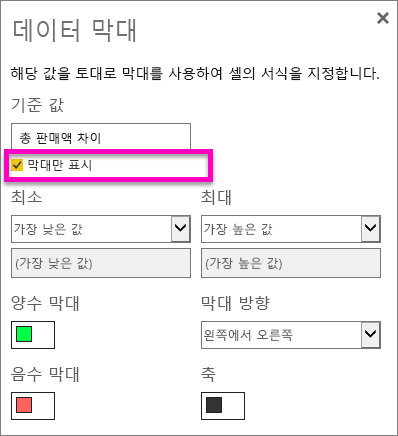 데이터 막대
해당 값을 토대로 막대를 사용하여 셀의 서식을 지정합니다.
기준 값
총 판매액 차이
막대만 표시
최소 최대
가장 낮은 값 가장 높은 값
(가장 낮은 값) (가장 높은 값)
양수 막대 막대 방향
왼쪽에서 오른쪽
음수 막대 축